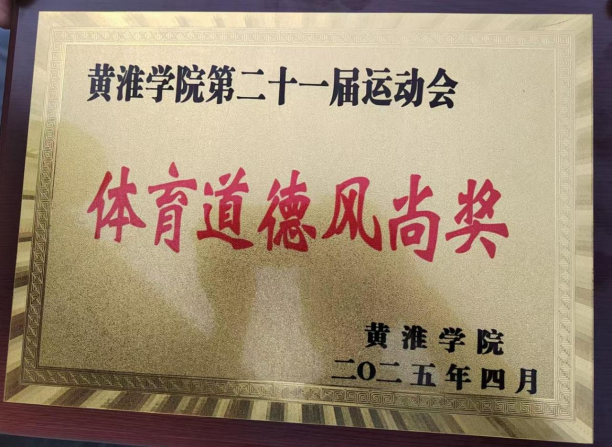 黄淮学院第二十一届运动会
体育道德风尚奖
黄淮学院
二〇二五年四月